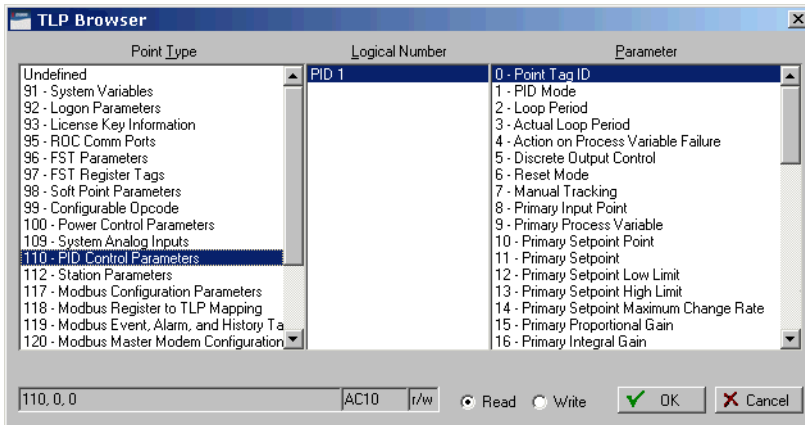 TLP Browser
Point Type
Logical Number
Parameter
Undefined
91 - System Variables
92 - Logon Parameters
93 - License Key Information
95 - ROC Comm Ports
96 - FST Parameters
97 - FST Register Tags
98 - Soft Point Parameters
99 - Configurable Opcode
100 - Power Control Parameters
109 - System Analog Inputs
110 - PID Control Parameters
112 - Station Parameters
117 - Modbus Configuration Parameters
118 - Modbus Register to TLP Mapping
119 - Modbus Event, Alarm, and History Ta
120 - Modbus Master Modem Configuration
PID 1
0 - Point Tag ID
1 - PID Mode
2 - Loop Period
3 - Actual Loop Period
4 - Action on Process Variable Failure
5 - Discrete Output Control
6 - Reset Mode
7 - Manual Tracking
8 - Primary Input Point
9 - Primary Process Variable
10 - Primary Setpoint Point
11 - Primary Setpoint
12 - Primary Setpoint Low Limit
13 - Primary Setpoint High Limit
14 - Primary Setpoint Maximum Change Rate
15 - Primary Proportional Gain
16 - Primary Integral Gain
110, 0, 0
AC10
r/w
Read
Write
OK
Cancel